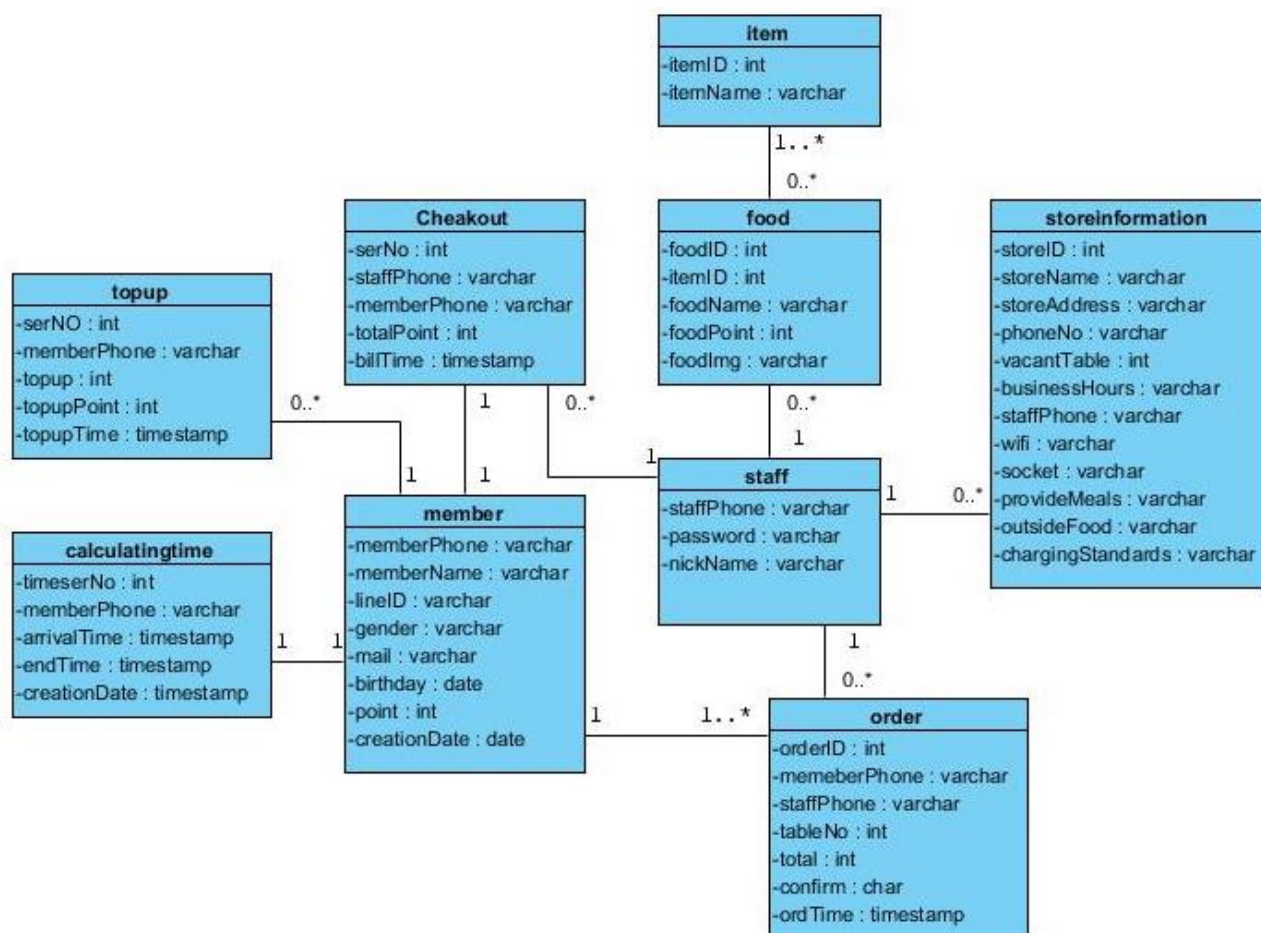 item
-itemID : int
-itemName : varchar
1..*
0..*
Cheakout
-serNo : int
-staffPhone : varchar
-memberPhone : varchar
-totalPoint : int
-billTime : timestamp
food
-foodID : int
-itemID : int
-foodName : varchar
-foodPoint : int
-foodImg : varchar
storeinformation
-storeID : int
-storeName : varchar
-storeAddress : varchar
-phoneNo : varchar
-vacantTable : int
-businessHours : varchar
-staffPhone : varchar
-wifi : varchar
-socket : varchar
-provideMeals : varchar
-outsideFood : varchar
-chargingStandards : varchar
topup
-serNO : int
-memberPhone : varchar
-topup : int
-topupPoint : int
-topupTime : timestamp
0..*
1
0..*
0..*
1
1
1
1
staff
-staffPhone : varchar
-password : varchar
-nickName : varchar
1
0..*
member
-memberPhone : varchar
-memberName : varchar
-lineID : varchar
-gender : varchar
-mail : varchar
-birthday : date
-point : int
-creationDate : date
calculatingtime
-timeserNo : int
-memberPhone : varchar
-arrivalTime : timestamp
-endTime : timestamp
-creationDate : timestamp
1
1
1
0..*
1
1..*
order
-orderID : int
-memeberPhone : varchar
-staffPhone : varchar
-tableNo : int
-total : int
-confirm : char
-ordTime : timestamp